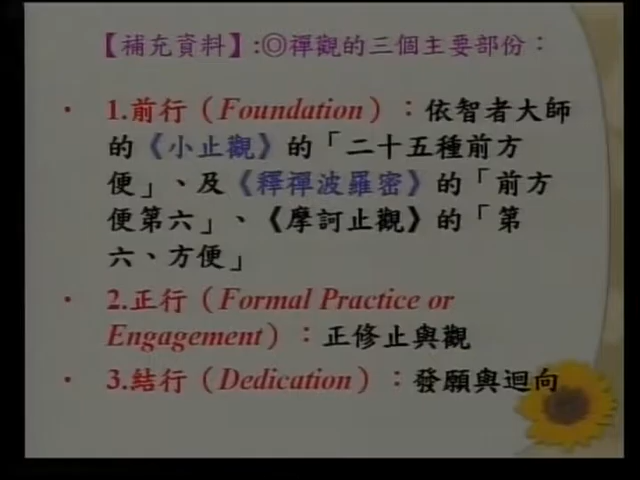 【補充資料】:◎禪觀的三個主要部份：
• 1.前行（Foundation）：依智者大師
的《小止觀》的「二十五種前方
便」、及《釋禪波羅密》的「前方
便第六」、《摩訶止觀》的「第
六、方便」
• 2.正行（Formal Practice or
Engagement）：正修止與觀
• 3.結行（Dedication）：發願與迴向